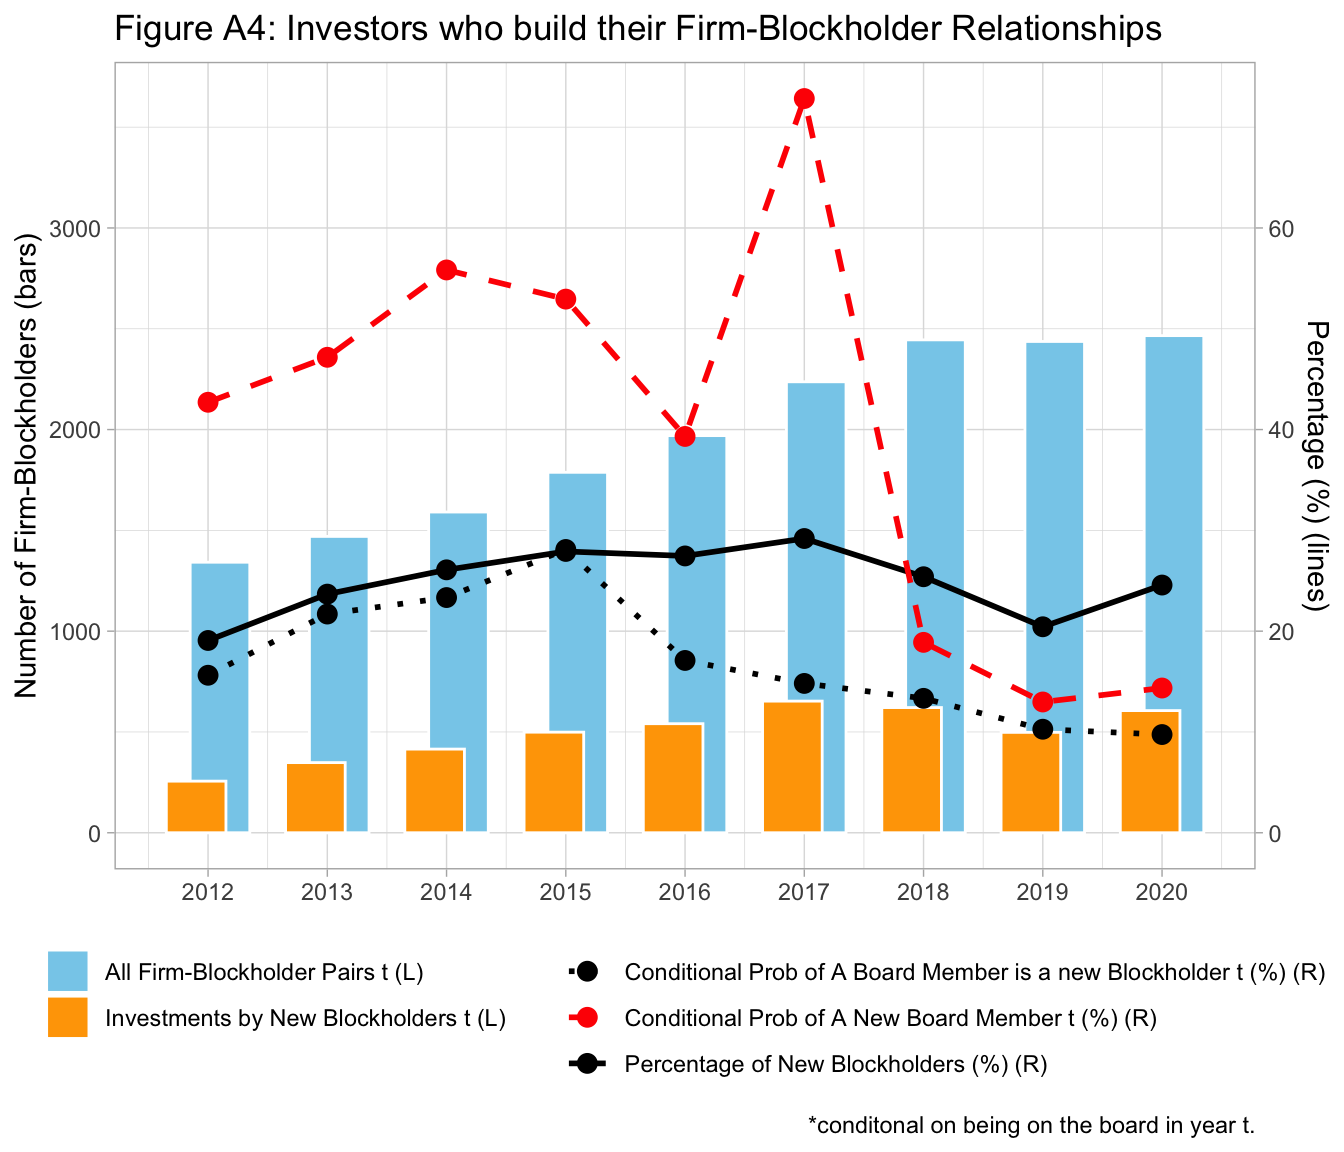 Figure A4: Investors who build their Firm-Blockholder Relationships
Number of Firm-Blockholders (bars)
3000
2000
1000
0
60
40
20
0
Percentage (%) (lines)
2012 2013 2014 2015 2016 2017 2018 2019 2020
All Firm-Blockholder Pairs t (L)
Investments by New Blockholders t (L)
Conditional Prob of A Board Member is a new Blockholder t (%) (R)
Conditional Prob of A New Board Member t (%) (R)
Percentage of New Blockholders (%) (R)
*conditonal on being on the board in year t.